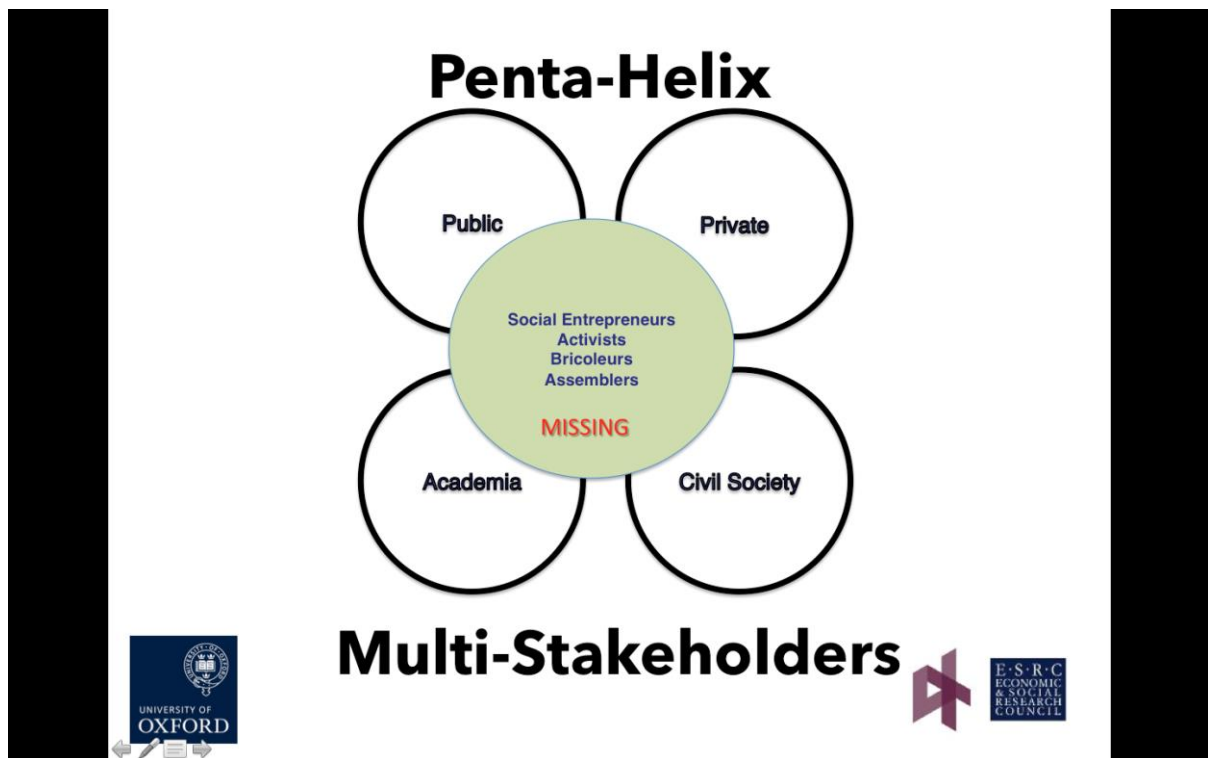 Penta-Helix
Public
Private
Social Entrepreneurs
Activists
Bricoleurs
Assemblers
MISSING
Academia
Civil Society
Multi-Stakeholders
UNIVERSITY OF
OXFORD
E·S·R·C
ECONOMIC
& SOCIAL
RESEARCH
COUNCIL